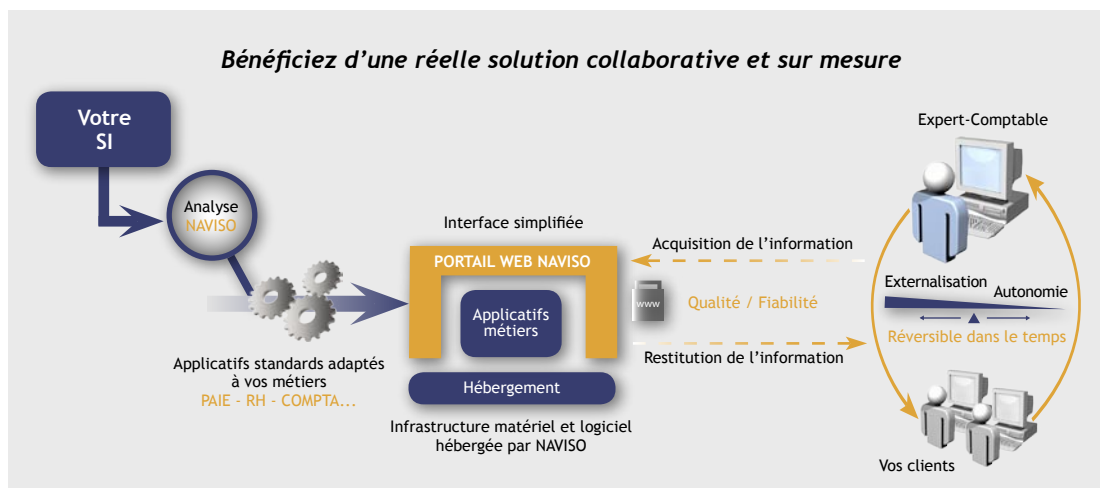 Bénéficiez d'une réelle solution collaborative et sur mesure
Votre
SI
Analyse
NAVISO
Applicatifs standards adaptés
à vos métiers
PAIE - RH - COMPTA...
Interface simplifiée
PORTAIL WEB NAVISO
Applicatifs
métiers
Hébergement
Infrastructure matériel et logiciel
hébergée par NAVISO
Acquisition de l'information
www
Qualité / Fiabilité
Restitution de l'information
Expert-Comptable
Externalisation
Autonomie
Réversible dans le temps
Vos clients